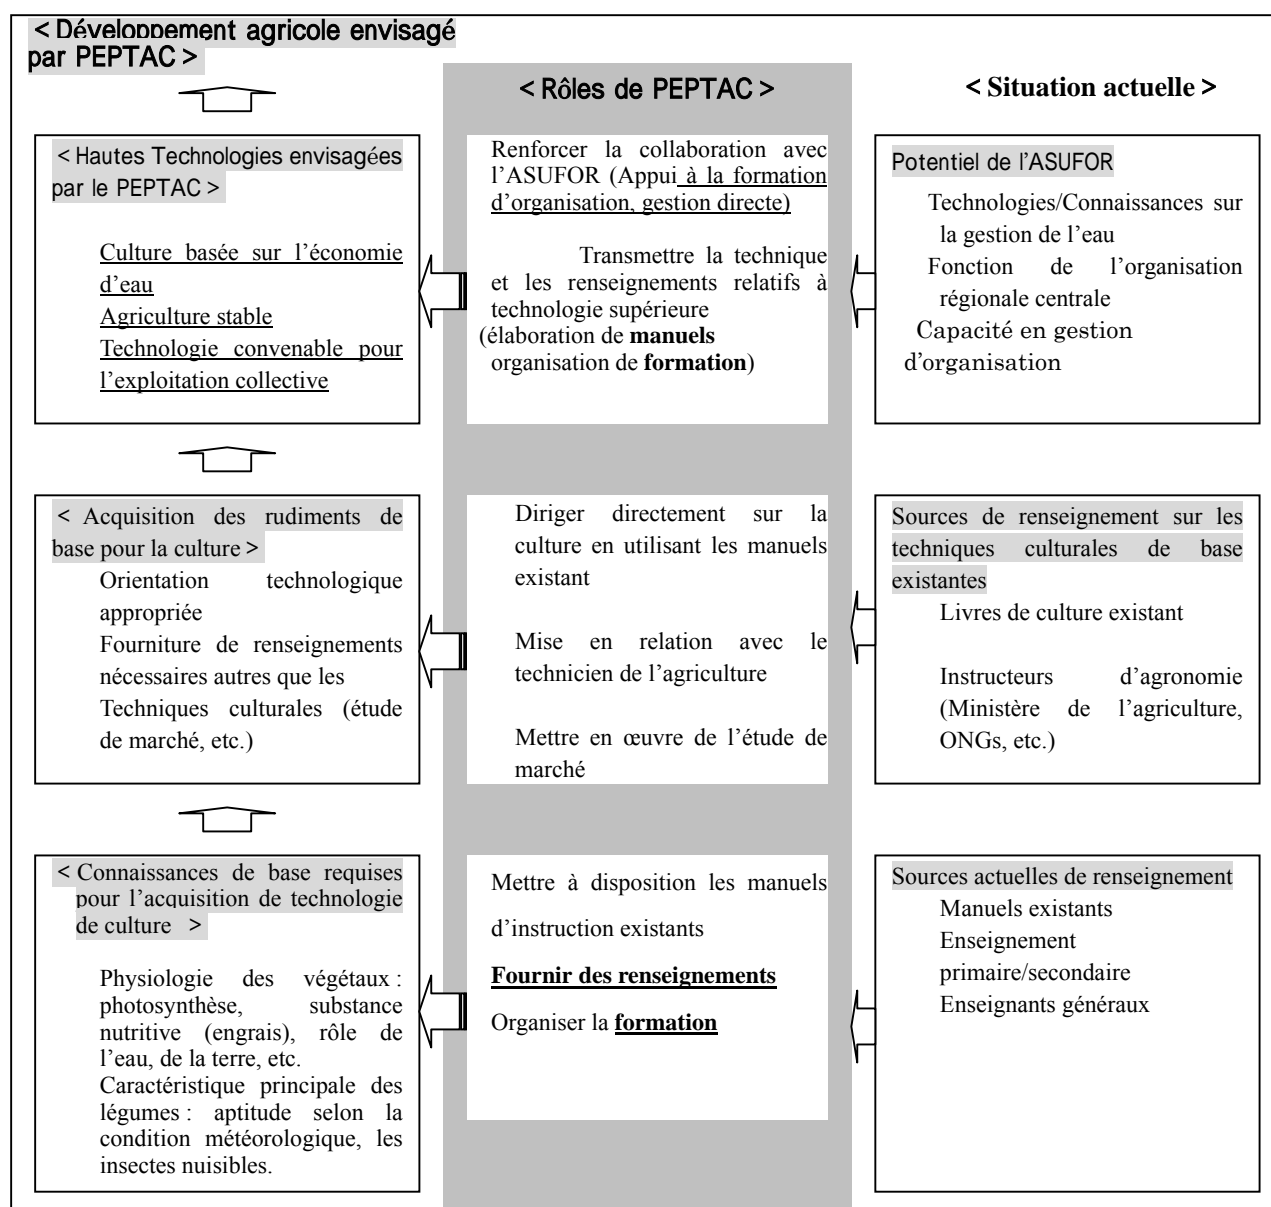 < Développement agricole envisagé
par PEPTAC >
< Rôles de PEPTAC >
< Situation actuelle >
< Hautes Technologies envisagées
par le PEPTAC >
Culture basée sur l’économie
d’eau
Agriculture stable
Technologie convenable pour
l’exploitation collective
Renforcer la collaboration avec
l’ASUFOR (Appui à la formation
d’organisation, gestion directe)
Transmettre la technique
et les renseignements relatifs à
technologie supérieure
(élaboration de manuels
organisation de formation)
Potentiel de l’ASUFOR
Technologies/Connaissances sur
la gestion de l’eau
Fonction de l’organisation
régionale centrale
Capacité en gestion
d’organisation
< Acquisition des rudiments de
base pour la culture >
Orientation technologique
appropriée
Fourniture de renseignements
nécessaires autres que les
Techniques culturales (étude
de marché, etc.)
Diriger directement sur la
culture en utilisant les manuels
existant
Mise en relation avec le
technicien de l’agriculture
Mettre en œuvre de l’étude de
marché
Sources de renseignement sur les
techniques culturales de base
existantes
Livres de culture existant
Instructeurs d’agronomie
(Ministère de l’agriculture,
ONGs, etc.)
< Connaissances de base requises
pour l’acquisition de technologie
de culture >
Physiologie des végétaux :
photosynthèse, substance
nutritive (engrais), rôle de
l’eau, de la terre, etc.
Caractéristique principale des
légumes : aptitude selon la
condition météorologique, les
insectes nuisibles.
Mettre à disposition les manuels
d’instruction existants
Fournir des renseignements
Organiser la formation
Sources actuelles de renseignement
Manuels existants
Enseignement
primaire/secondaire
Enseignants généraux